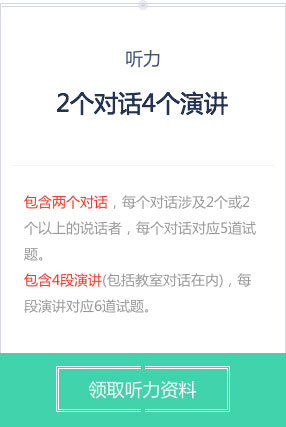 听力
2个对话4个演讲
包含两个对话，每个对话涉及2个或2
个以上的说话者，每个对话对应5道试
题。
包含4段演讲(包括教室对话在内)，每
段演讲对应6道试题。
领取听力资料